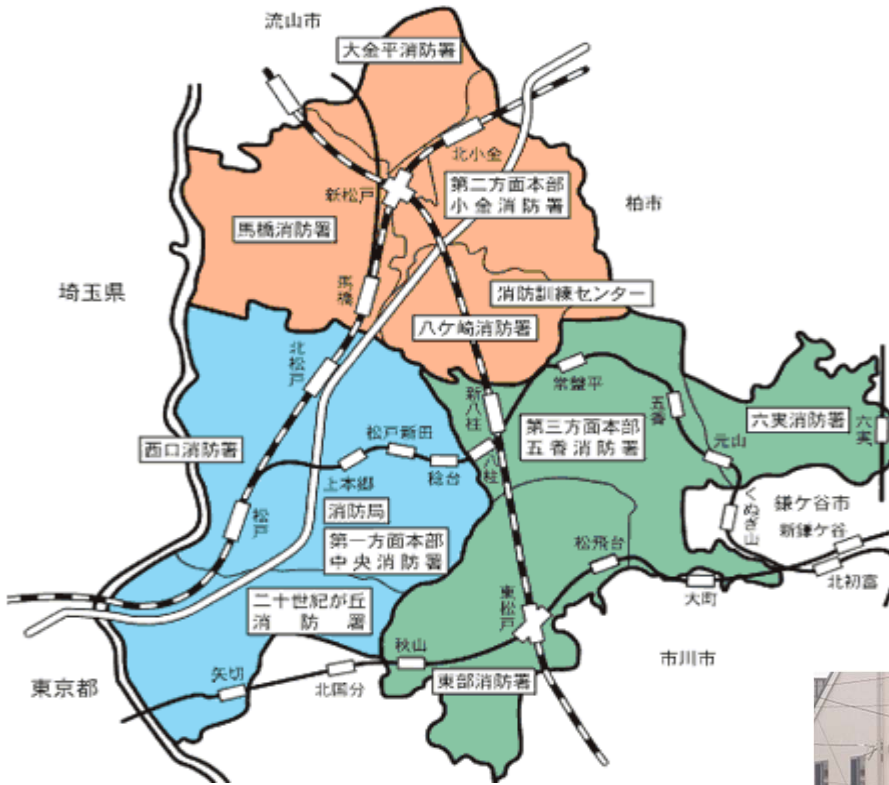 流山市
大金平消防署
北小金
新松戸
第二方面本部
小金消防署
柏市
馬橋消防署
埼玉県
馬橋
消防訓練センター
八ケ崎消防署
北松戸
常盤平
新八柱
五香
第三方面本部
五香消防署
六実消防署
六実
西口消防署
松戸新田
八柱
元山
上本郷
稔台
くぬぎ山
鎌ケ谷市
新鎌ケ谷
松戸
消防局
第一方面本部
中央消防署
松飛台
北初富
大町
二十世紀が丘
消防署
東松戸
秋山
市川市
矢切
北国分
東京都
東部消防署